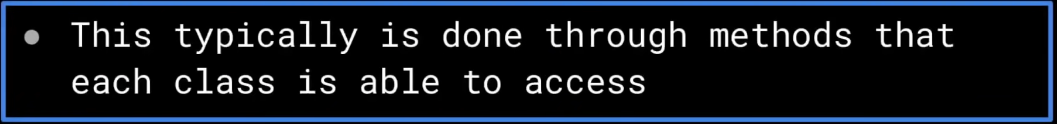 ● This typically is done through methods that
each class is able to access